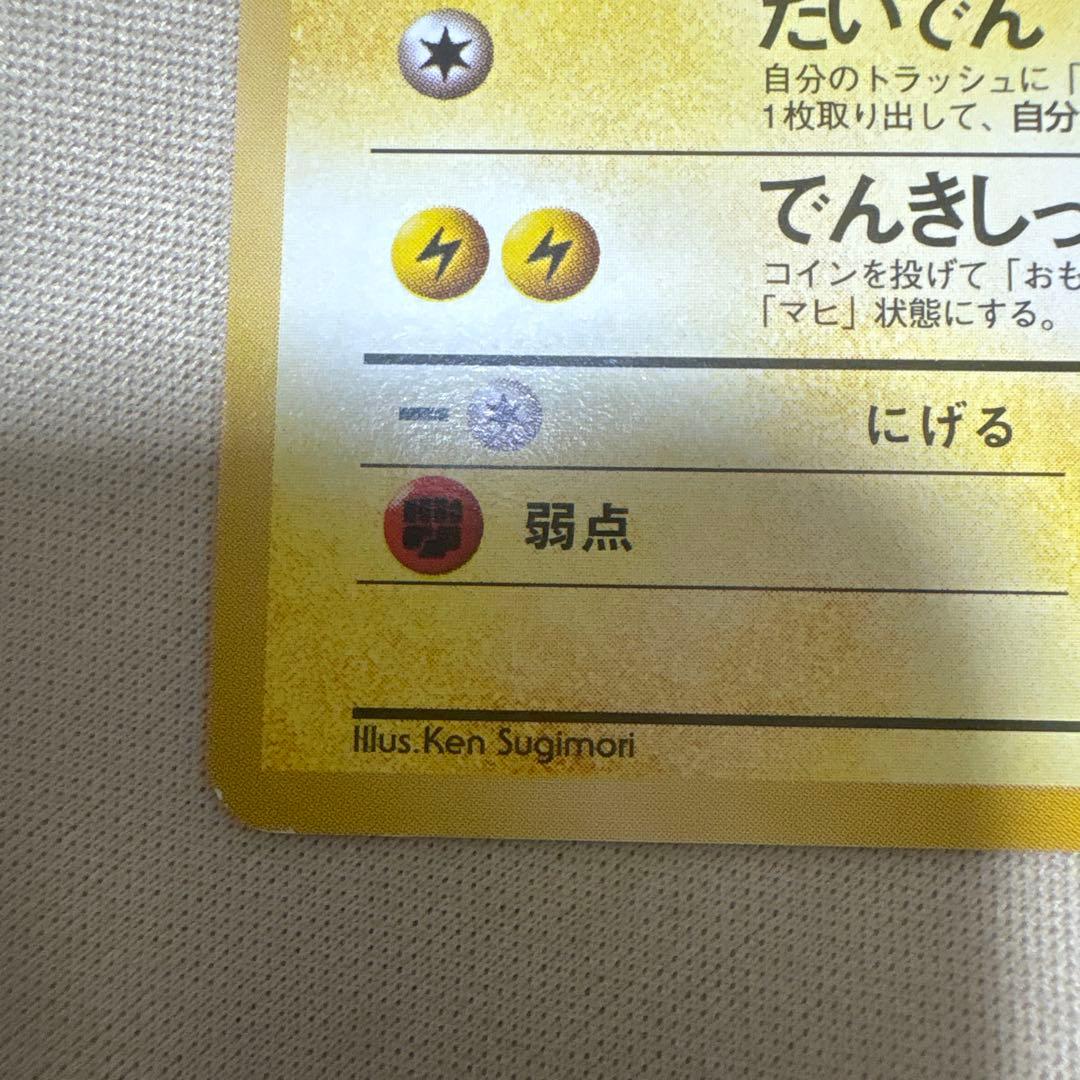 たいでん
自分のトラッシュに「
1枚取り出して、自分
でんきしっ
コインを投げて「おも
「マヒ」状態にする。
にげる
弱点
Illus.Ken Sugimori